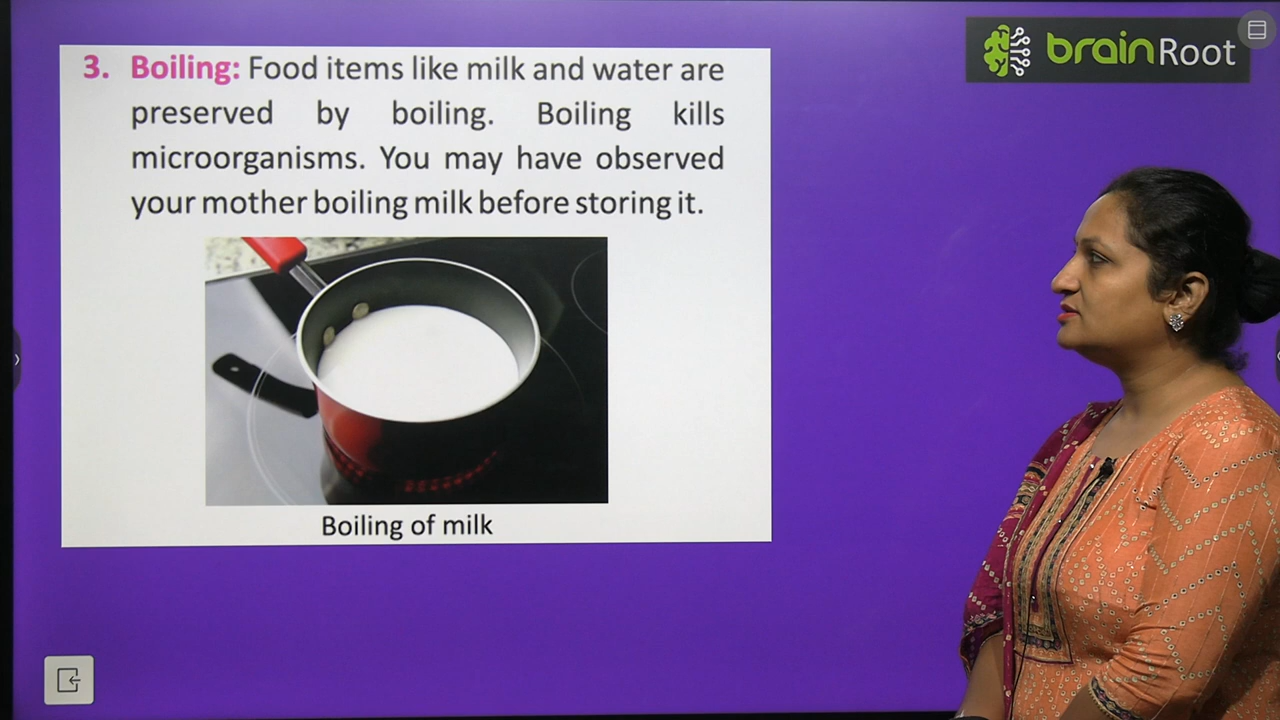 brainRoot
3. Boiling: Food items like milk and water are
preserved by boiling. Boiling kills
microorganisms. You may have observed
your mother boiling milk before storing it.
Boiling of milk